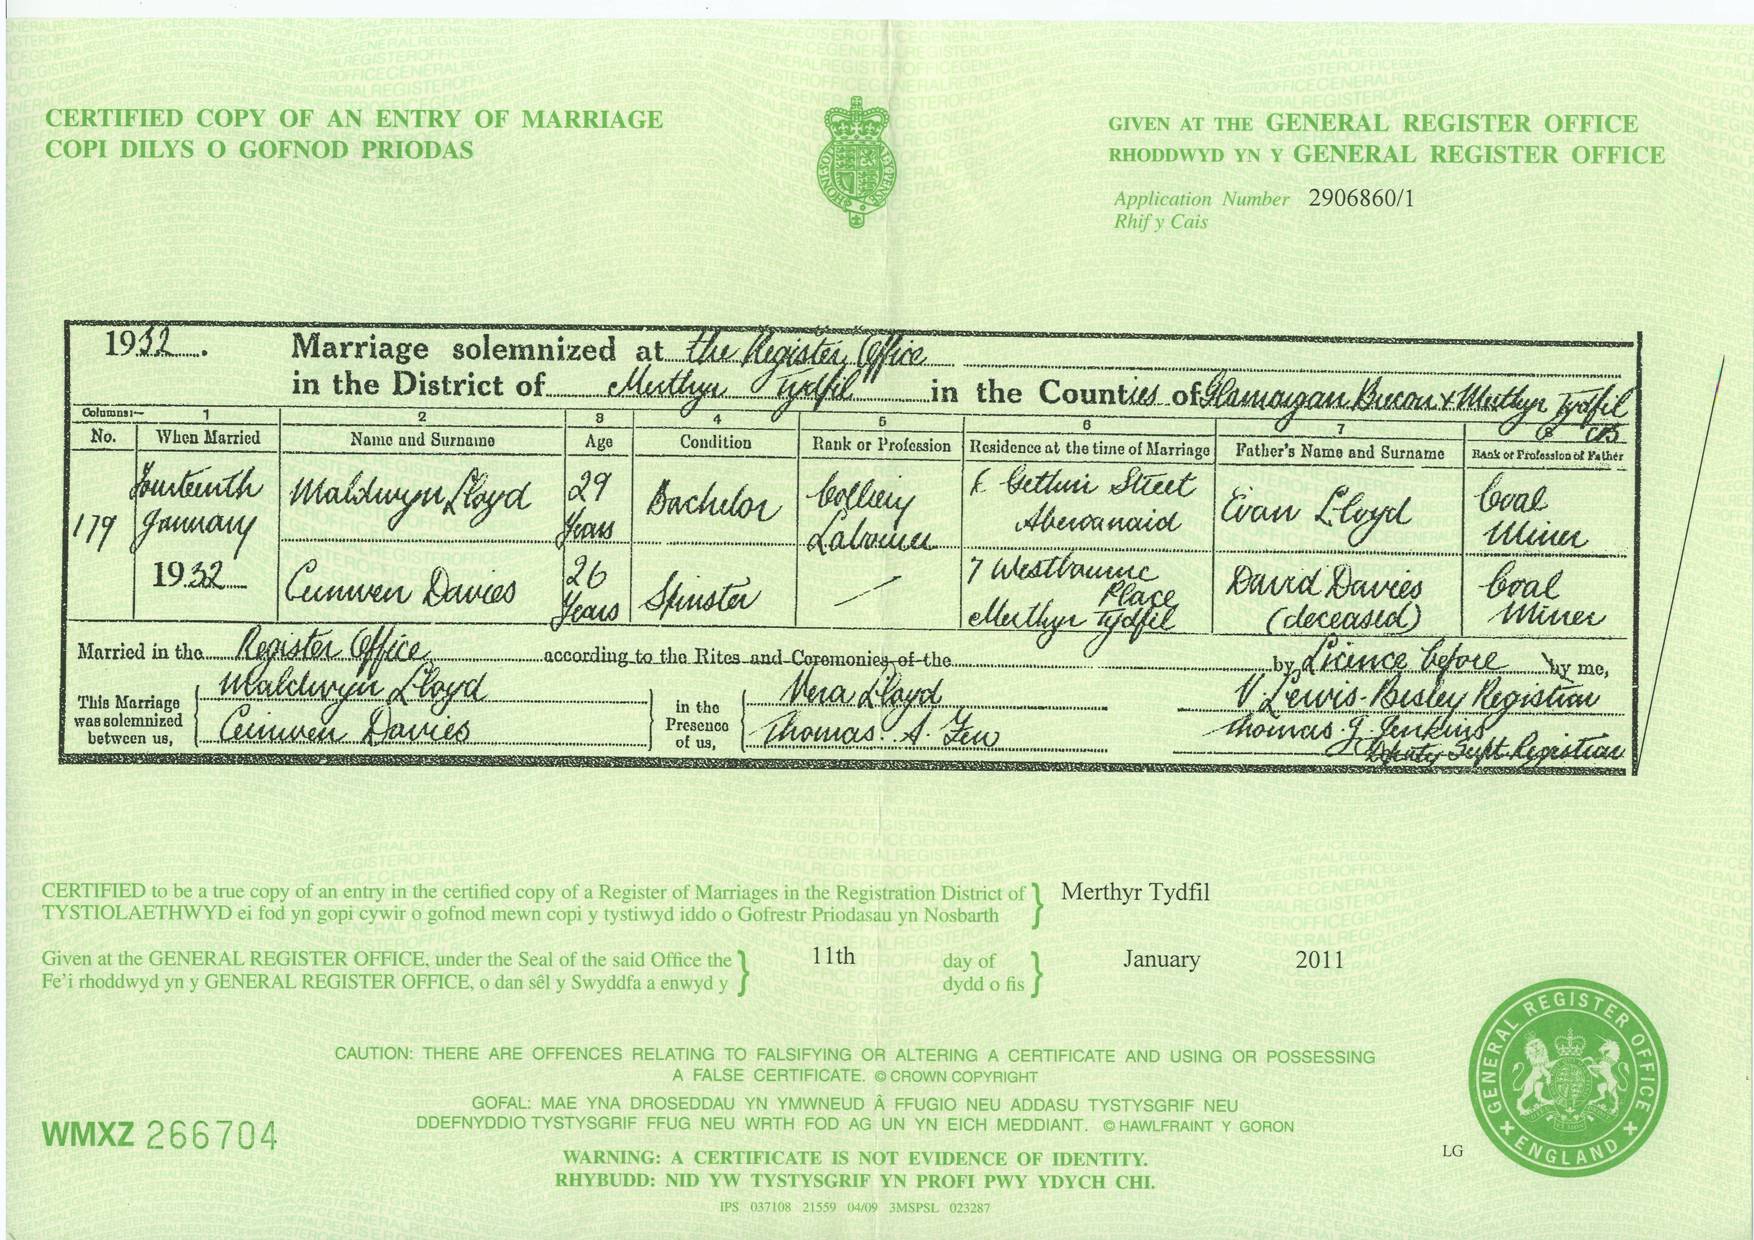 CERTIFIED COPY OF AN ENTRY OF MARRIAGE
COPI DILYS O GOFNOD PRIODAS
GIVEN AT THE GENERAL REGISTER OFFICE
RHODDWYD YN Y GENERAL REGISTER OFFICE
Application Number 2906860/1
Rhif y Cais
1932. Marriage solemnized at the Register Office
in the District of Merthyr Tydfil in the Counties of Glamorgan Brecon & Merthyr Tydfil
Columns:— 1 2 3 4 5 6 7 8
No. When Married Name and Surname Age Condition Rank or Profession Residence at the time of Marriage Father's Name and Surname Rank or Profession of Father
179 Fourteenth January 1932
Maldwyn Lloyd 29 Years Bachelor Colliery Labourer Gethin Street Abercanaid Evan Lloyd Coal Miner
Ceinwen Davies 26 Years Spinster — 7 Westbourne Place Merthyr Tydfil David Davies (deceased) Coal Miner
Married in the Register Office according to the Rites and Ceremonies of the by Licence before by me,
This Marriage was solemnized between us,
Maldwyn Lloyd
Ceinwen Davies
in the Presence of us,
Vera Lloyd
Thomas. A. Few
V. Lewis-Bisley Registrar
Thomas. J. Jenkins
Deputy Supt. Registrar
CERTIFIED to be a true copy of an entry in the certified copy of a Register of Marriages in the Registration District of Merthyr Tydfil
TYSTIOLAETHWYD ei fod yn gopi cywir o gofnod mewn copi y tystiwyd iddo o Gofrestr Priodasau yn Nosbarth
Given at the GENERAL REGISTER OFFICE, under the Seal of the said Office the 11th day of January 2011
Fe'i rhoddwyd yn y GENERAL REGISTER OFFICE, o dan sêl y Swyddfa a enwyd y dydd o fis
CAUTION: THERE ARE OFFENCES RELATING TO FALSIFYING OR ALTERING A CERTIFICATE AND USING OR POSSESSING
A FALSE CERTIFICATE. © CROWN COPYRIGHT
GOFAL: MAE YNA DROSEDDAU YN YMWNEUD Â FFUGIO NEU ADDASU TYSTYSGRIF NEU
DDEFNYDDIO TYSTYSGRIF FFUG NEU WRTH FOD AG UN YN EICH MEDDIANT. © HAWLFRAINT Y GORON
WMXZ 266704
WARNING: A CERTIFICATE IS NOT EVIDENCE OF IDENTITY.
RHYBUDD: NID YW TYSTYSGRIF YN PROFI PWY YDYCH CHI.
LG
IPS 037108 21559 04/09 3MSPSL 023287
GENERAL REGISTER OFFICE
ENGLAND